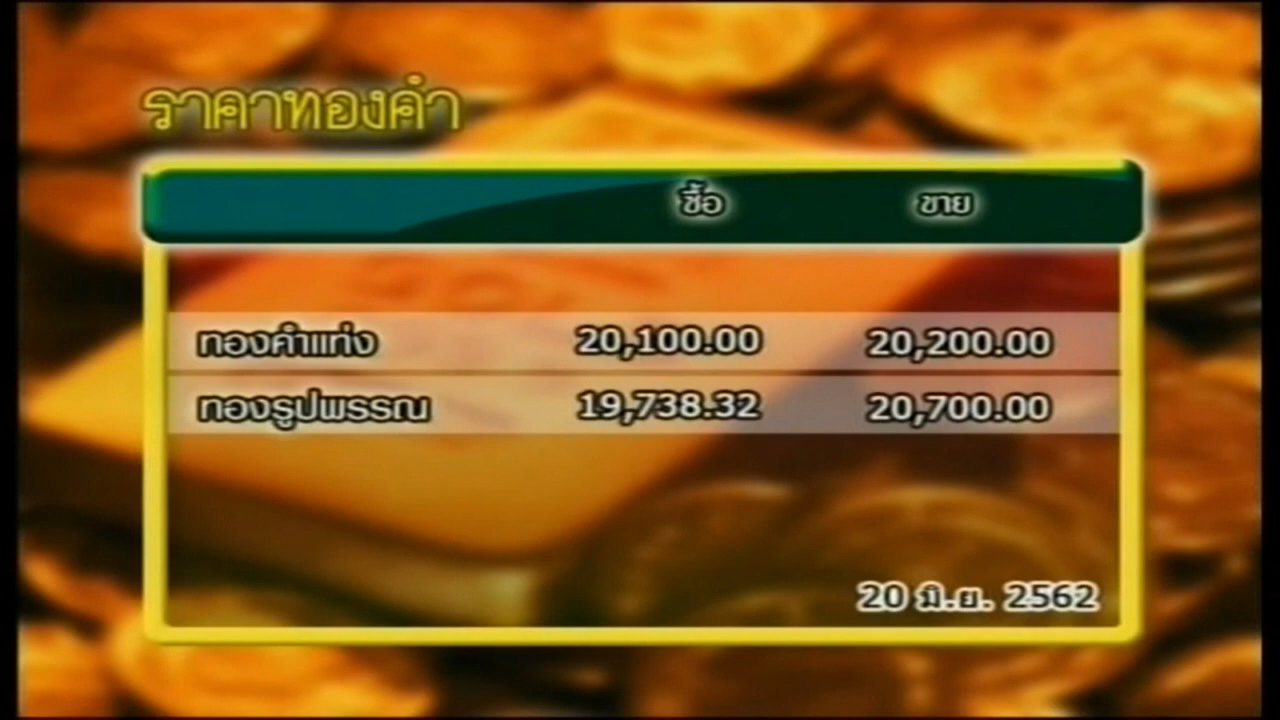 ราคาทองคำ
ซื้อ ขาย
ทองคำแท่ง 20,100.00 20,200.00
ทองรูปพรรณ 19,738.32 20,700.00
20 มิ.ย. 2562